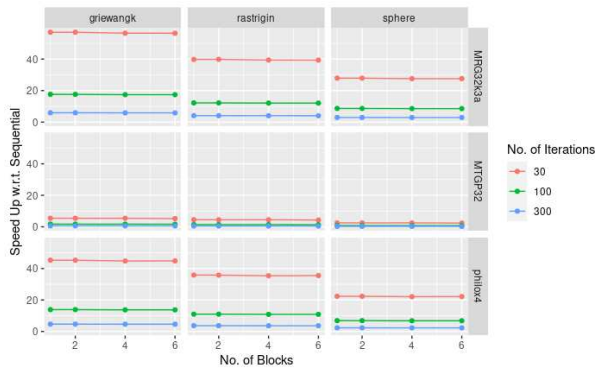 griewangk rastrigin sphere
MRG32k3a
MTGP32
philox4
Speed Up w.r.t. Sequential
40
20
0
40
20
0
40
20
0
2 4 6 2 4 6 2 4 6
No. of Blocks
No. of Iterations
30
100
300